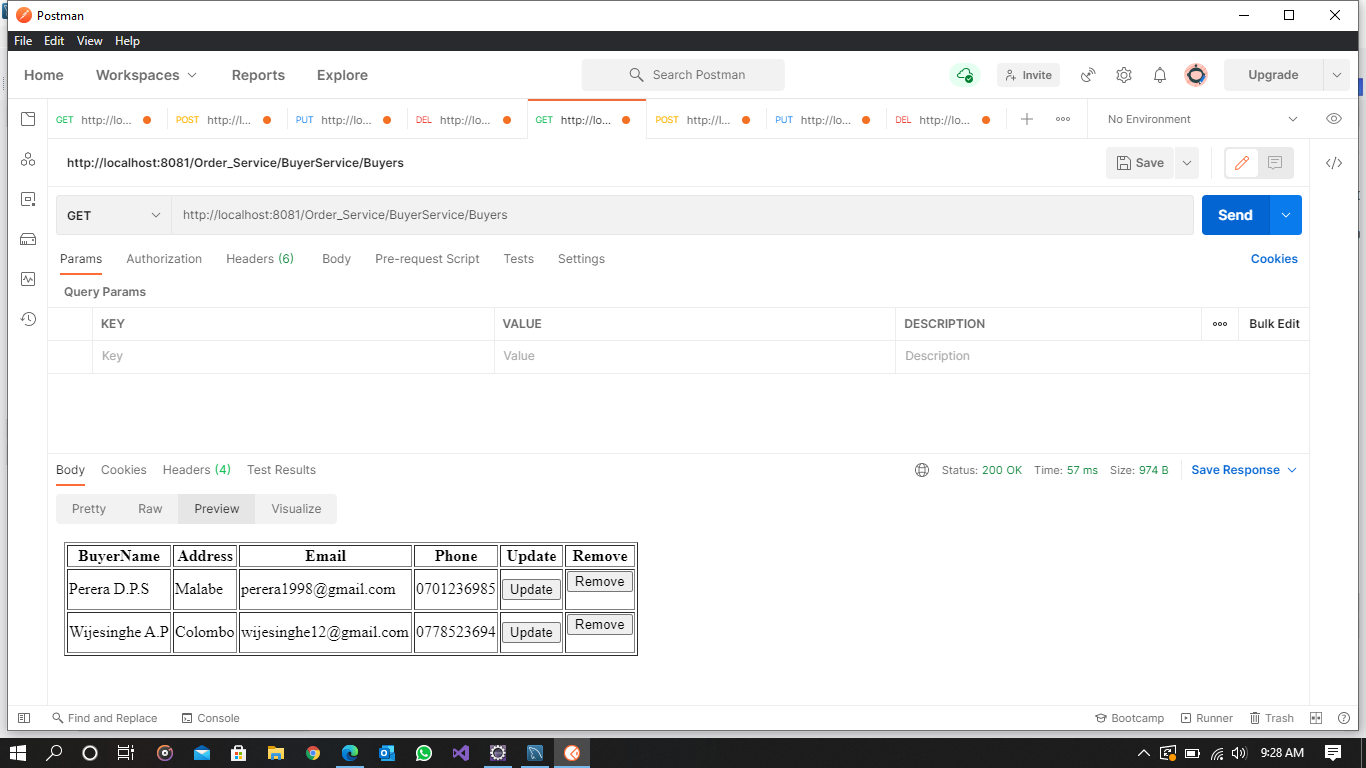 Postman
File Edit View Help
Home Workspaces Reports Explore Search Postman Invite Upgrade
GET http://lo... POST http://l... PUT http://lo... DEL http://lo... GET http://lo... POST http://l... PUT http://lo... DEL http://lo... No Environment
http://localhost:8081/Order_Service/BuyerService/Buyers Save
GET http://localhost:8081/Order_Service/BuyerService/Buyers Send
Params Authorization Headers (6) Body Pre-request Script Tests Settings Cookies
Query Params
KEY VALUE DESCRIPTION Bulk Edit
Key Value Description
Body Cookies Headers (4) Test Results Status: 200 OK Time: 57 ms Size: 974 B Save Response
Pretty Raw Preview Visualize
BuyerName Address Email Phone Update Remove
Perera D.P.S Malabe perera1998@gmail.com 0701236985 Update Remove
Wijesinghe A.P Colombo wijesinghe12@gmail.com 0778523694 Update Remove
Find and Replace Console Bootcamp Runner Trash
9:28 AM